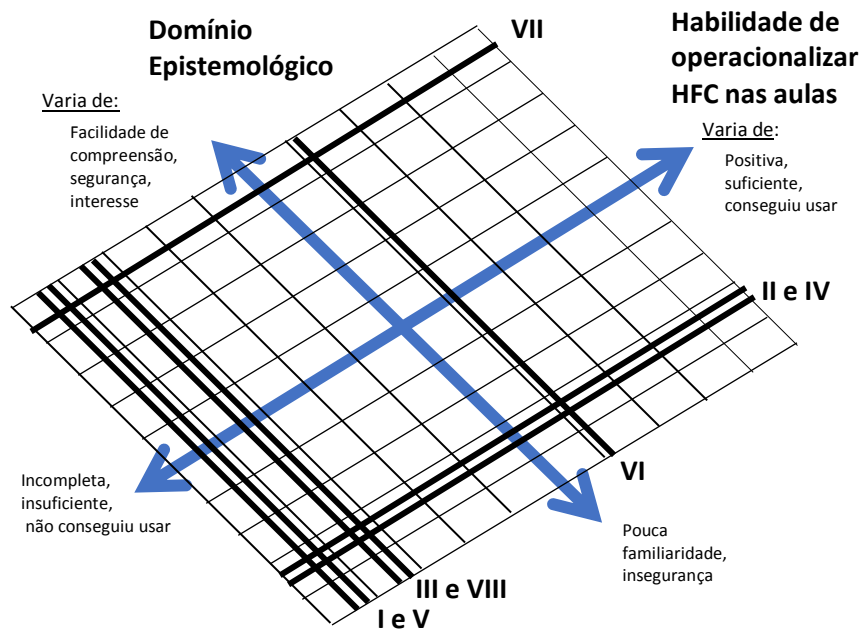 Domínio
Epistemológico
Varia de:
Facilidade de
compreensão,
segurança,
interesse
VII
Habilidade de
operacionalizar
HFC nas aulas
Varia de:
Positiva,
suficiente,
conseguiu usar
II e IV
Incompleta,
insuficiente,
não conseguiu usar
VI
Pouca
familiaridade,
insegurança
III e VIII
I e V